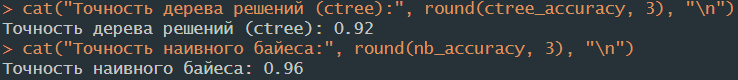 > cat("Точность дерева решений (ctree):", round(ctree_accuracy, 3), "\n")
Точность дерева решений (ctree): 0.92
> cat("Точность наивного байеса:", round(nb_accuracy, 3), "\n")
Точность наивного байеса: 0.96